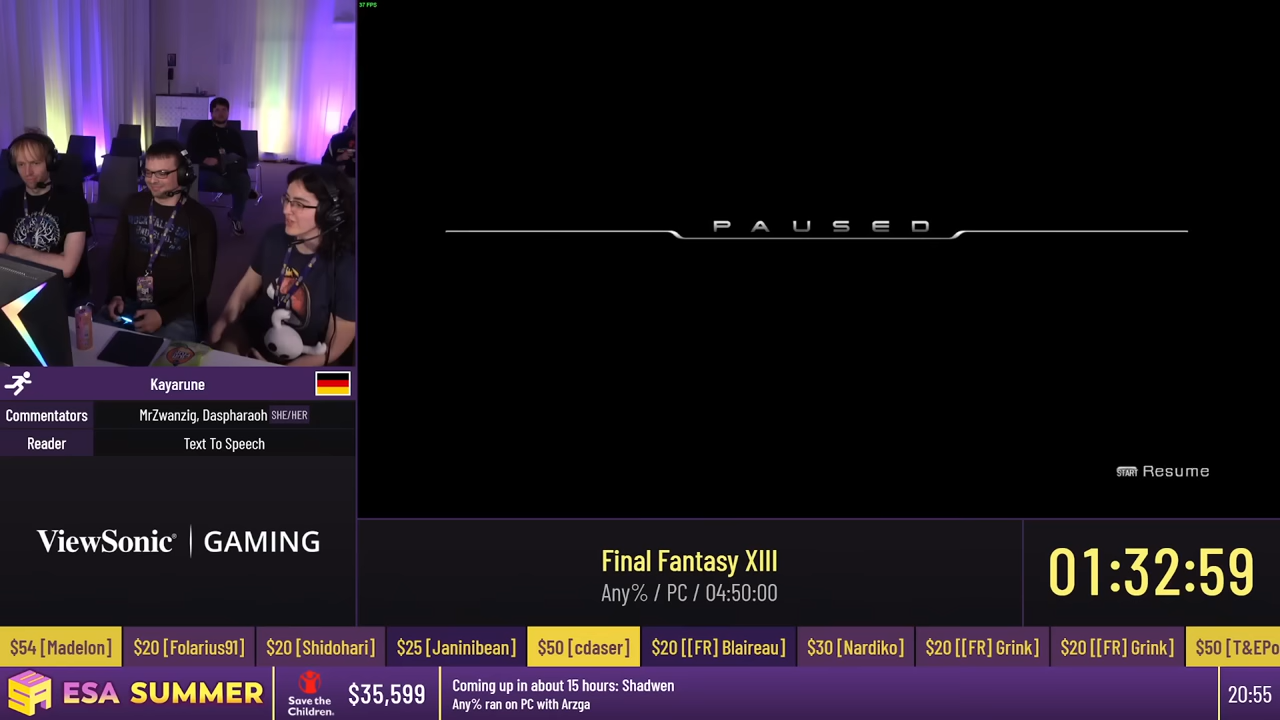 37 FPS
PAUSED
START Resume
Kayarune
Commentators MrZwanzig, Daspharaoh SHE/HER
Reader Text To Speech
ViewSonic® | GAMING
Final Fantasy XIII
Any% / PC / 04:50:00
01:32:59
$54 [Madelon] $20 [Folarius91] $20 [Shidohari] $25 [Janinibean] $50 [cdaser] $20 [[FR] Blaireau] $30 [Nardiko] $20 [[FR] Grink] $20 [[FR] Grink] $50 [T&EPo
ESA SUMMER
Save the
Children.
$35,599
Coming up in about 15 hours: Shadwen
Any% ran on PC with Arzga
20:55